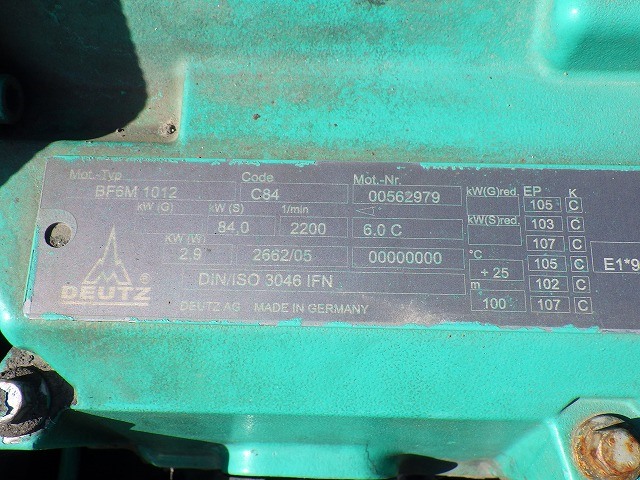 Mot.-Typ Code Mot.-Nr. kW(G)red. EP K
BF6M 1012 C84 00562979 105 C
kW (G) kW (S) 1/min kW(S)red. 103 C
84.0 2200 6.0 C 107 C
KW (W) °C
2.9 2662/05 00000000 + 25 105 C E1*9
DIN/ISO 3046 IFN m 102 C
DEUTZ ®
DEUTZ AG MADE IN GERMANY 100 107 C